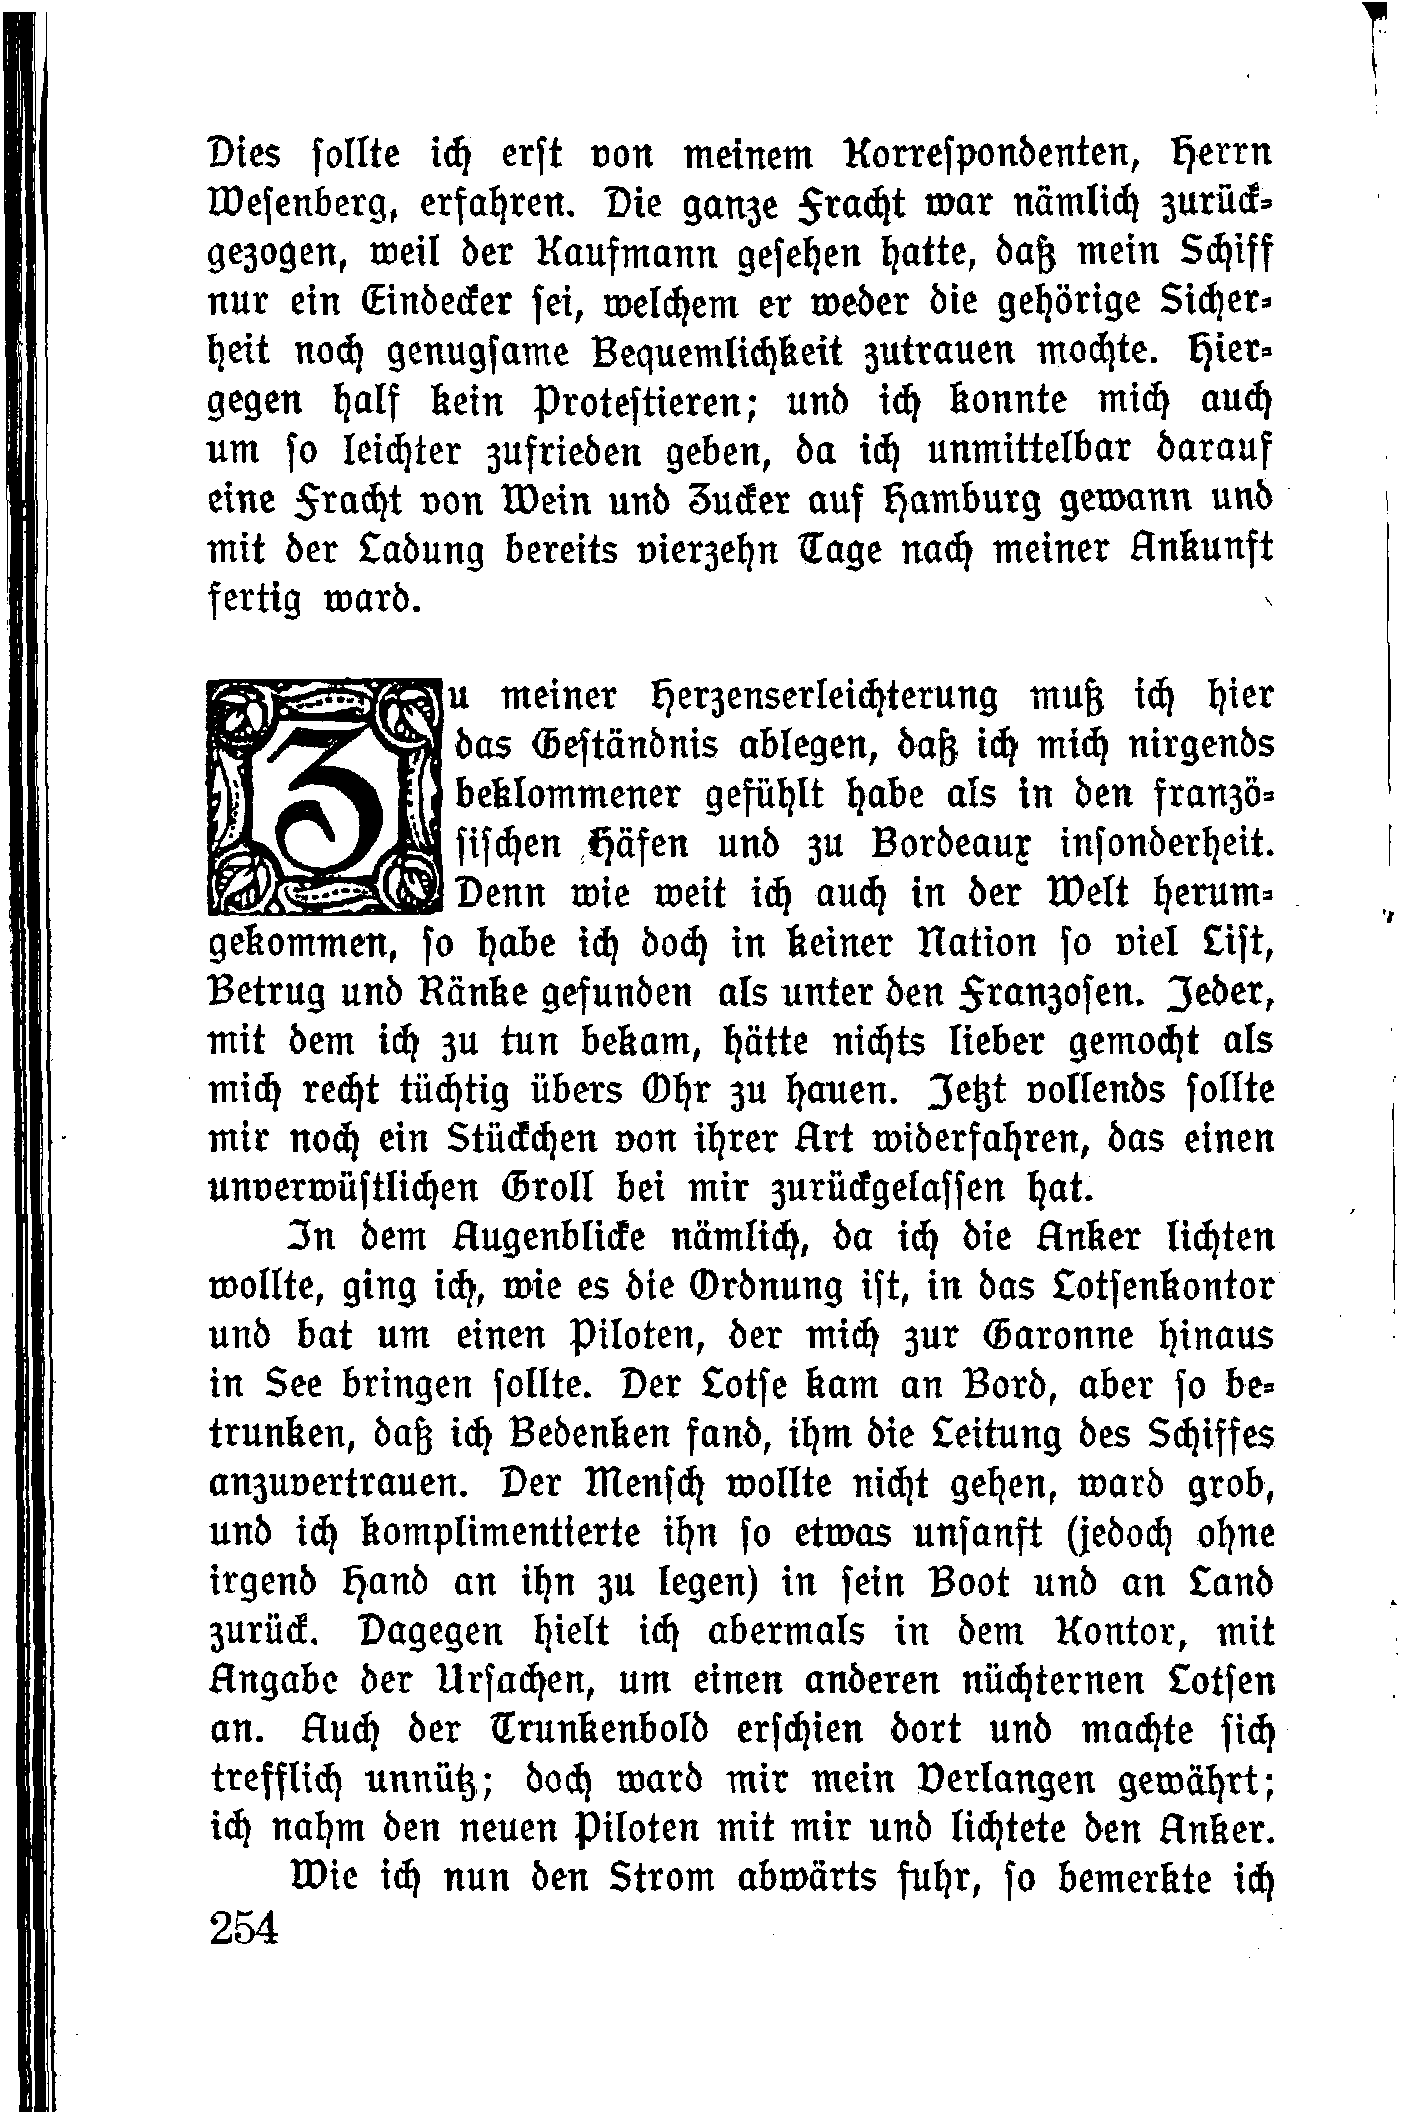 Dies sollte ich erst von meinem Korrespondenten, Herrn
Wesenberg, erfahren. Die ganze Fracht war nämlich zurück-
gezogen, weil der Kaufmann gesehen hatte, daß mein Schiff
nur ein Eindecker sei, welchem er weder die gehörige Sicher-
heit noch genugsame Bequemlichkeit zutrauen mochte. Hier-
gegen half kein Protestieren; und ich konnte mich auch
um so leichter zufrieden geben, da ich unmittelbar darauf
eine Fracht von Wein und Zucker auf Hamburg gewann und
mit der Ladung bereits vierzehn Tage nach meiner Ankunft
fertig ward.
Zu meiner Herzenserleichterung muß ich hier
das Geständnis ablegen, daß ich mich nirgends
beklommener gefühlt habe als in den franzö-
sischen Häfen und zu Bordeaux insonderheit.
Denn wie weit ich auch in der Welt herum-
gekommen, so habe ich doch in keiner Nation so viel List,
Betrug und Ränke gefunden als unter den Franzosen. Jeder,
mit dem ich zu tun bekam, hätte nichts lieber gemocht als
mich recht tüchtig übers Ohr zu hauen. Jetzt vollends sollte
mir noch ein Stückchen von ihrer Art widerfahren, das einen
unverwüstlichen Groll bei mir zurückgelassen hat.
In dem Augenblicke nämlich, da ich die Anker lichten
wollte, ging ich, wie es die Ordnung ist, in das Lotsenkontor
und bat um einen Piloten, der mich zur Garonne hinaus
in See bringen sollte. Der Lotse kam an Bord, aber so be-
trunken, daß ich Bedenken fand, ihm die Leitung des Schiffes
anzuvertrauen. Der Mensch wollte nicht gehen, ward grob,
und ich komplimentierte ihn so etwas unsanft (jedoch ohne
irgend Hand an ihn zu legen) in sein Boot und an Land
zurück. Dagegen hielt ich abermals in dem Kontor, mit
Angabe der Ursachen, um einen anderen nüchternen Lotsen
an. Auch der Trunkenbold erschien dort und machte sich
trefflich unnütz; doch ward mir mein Verlangen gewährt;
ich nahm den neuen Piloten mit mir und lichtete den Anker.
Wie ich nun den Strom abwärts fuhr, so bemerkte ich
254